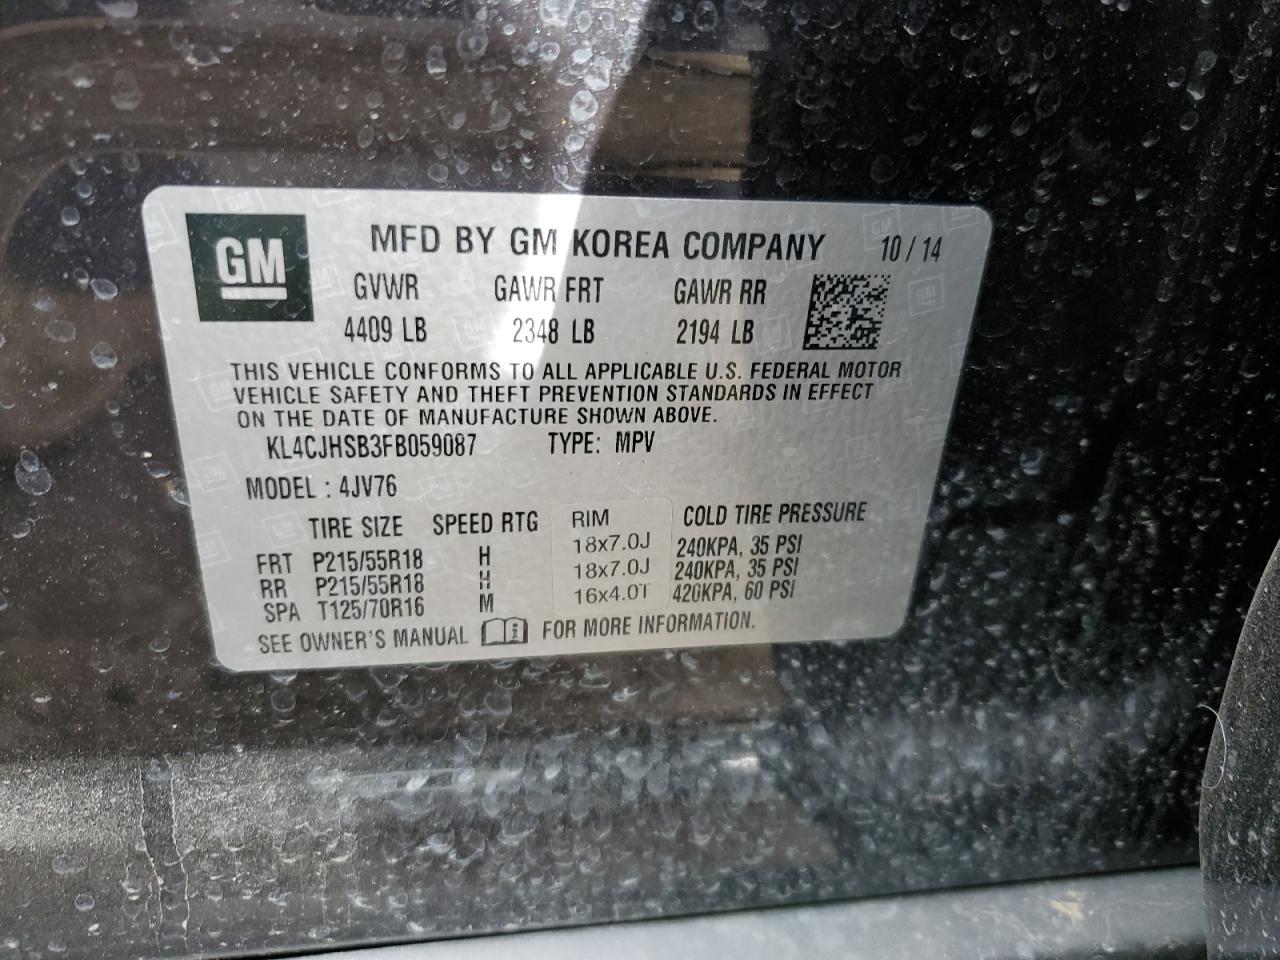 GM
MFD BY GM KOREA COMPANY 10 / 14
GVWR GAWR FRT GAWR RR
4409 LB 2348 LB 2194 LB
THIS VEHICLE CONFORMS TO ALL APPLICABLE U.S. FEDERAL MOTOR
VEHICLE SAFETY AND THEFT PREVENTION STANDARDS IN EFFECT
ON THE DATE OF MANUFACTURE SHOWN ABOVE.
KL4CJHSB3FB059087 TYPE: MPV
MODEL : 4JV76
TIRE SIZE SPEED RTG RIM COLD TIRE PRESSURE
FRT P215/55R18 H 18x7.0J 240KPA, 35 PSI
RR P215/55R18 H 18x7.0J 240KPA, 35 PSI
SPA T125/70R16 M 16x4.0T 420KPA, 60 PSI
SEE OWNER'S MANUAL FOR MORE INFORMATION.